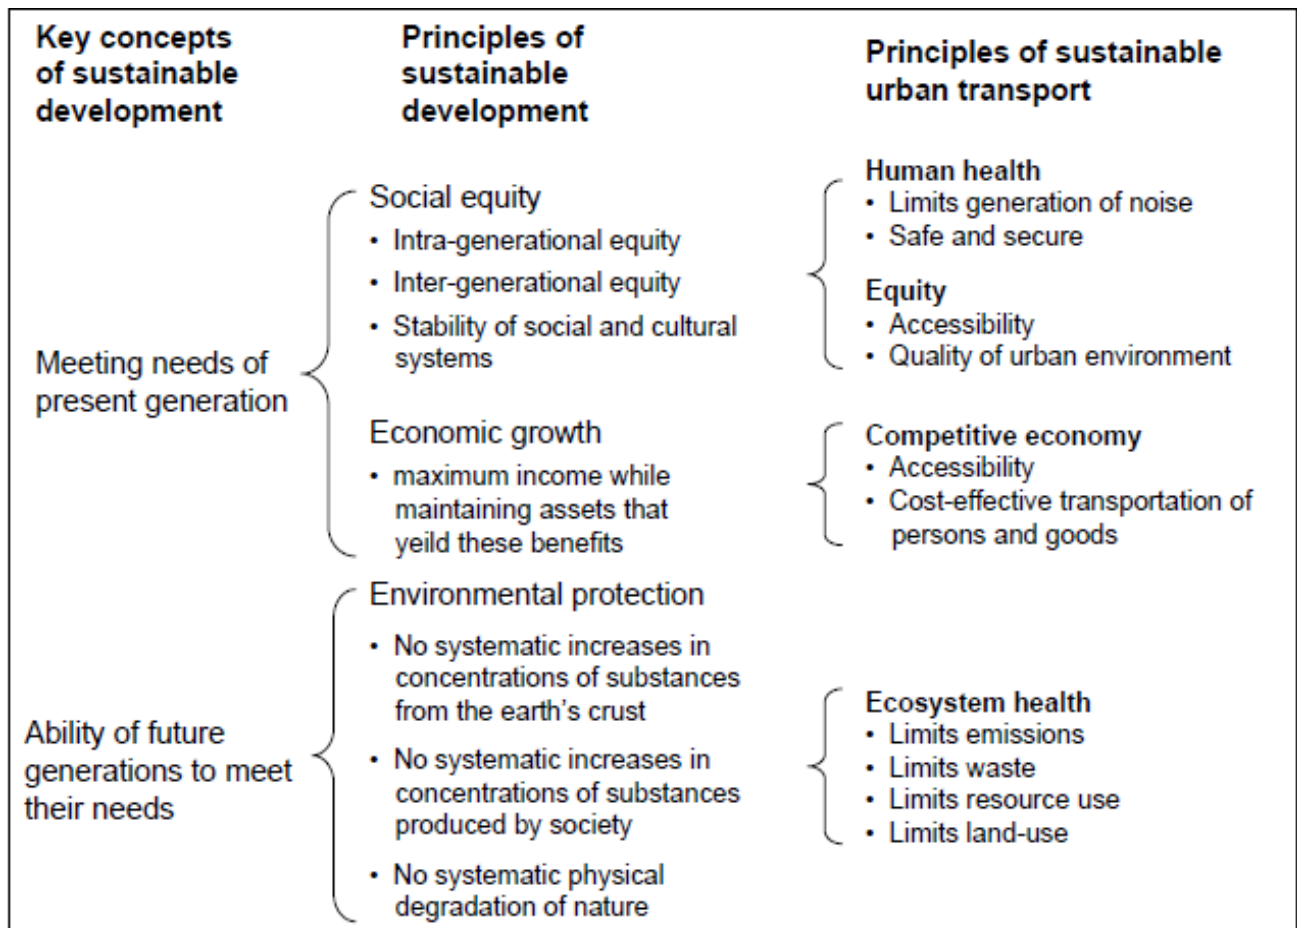 Key concepts
of sustainable
development
Principles of
sustainable
development
Principles of sustainable
urban transport
Meeting needs of
present generation
Social equity
• Intra-generational equity
• Inter-generational equity
• Stability of social and cultural
systems
Economic growth
• maximum income while
maintaining assets that
yeild these benefits
Human health
• Limits generation of noise
• Safe and secure
Equity
• Accessibility
• Quality of urban environment
Competitive economy
• Accessibility
• Cost-effective transportation of
persons and goods
Ability of future
generations to meet
their needs
Environmental protection
• No systematic increases in
concentrations of substances
from the earth's crust
• No systematic increases in
concentrations of substances
produced by society
• No systematic physical
degradation of nature
Ecosystem health
• Limits emissions
• Limits waste
• Limits resource use
• Limits land-use